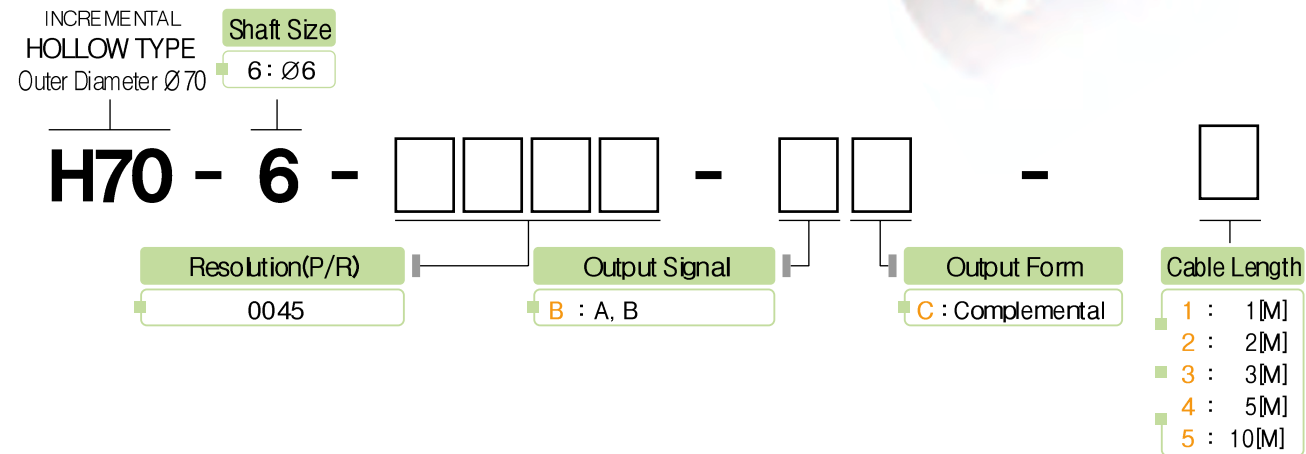 INCREMENTAL
HOLLOW TYPE
Outer Diameter Ø 70
Shaft Size
6 : Ø6
H70 - 6 - - -
Resolution(P/R)
0045
Output Signal
B : A, B
Output Form
C : Complemental
Cable Length
1 : 1[M]
2 : 2[M]
3 : 3[M]
4 : 5[M]
5 : 10[M]